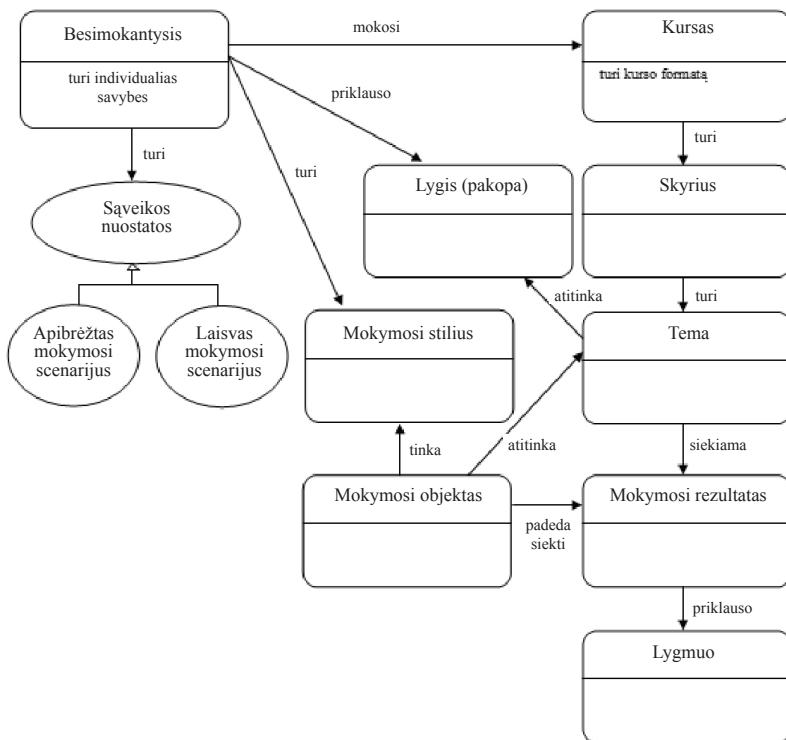 Besimokantysis
mokosi
Kursas
turi individualias
savybes
turi kurso formatą
priklauso
turi
turi
turi
Lygis (pakopa)
Skyrius
Sąveikos
nuostatos
atitinka
turi
Apibrėžtas
mokymosi
scenarijus
Laisvas
mokymosi
scenarijus
Mokymosi stilius
Tema
tinka
atitinka
siekiama
Mokymosi objektas
Mokymosi rezultatas
padeda
siekti
priklauso
Lygmuo